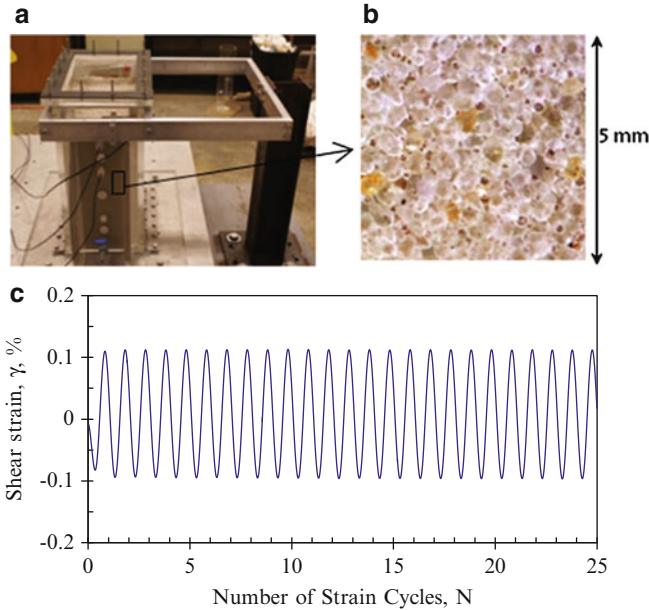 a
b
5 mm
c
0.2
0.1
0
-0.1
-0.2
Shear strain, γ, %
0 5 10 15 20 25
Number of Strain Cycles, N